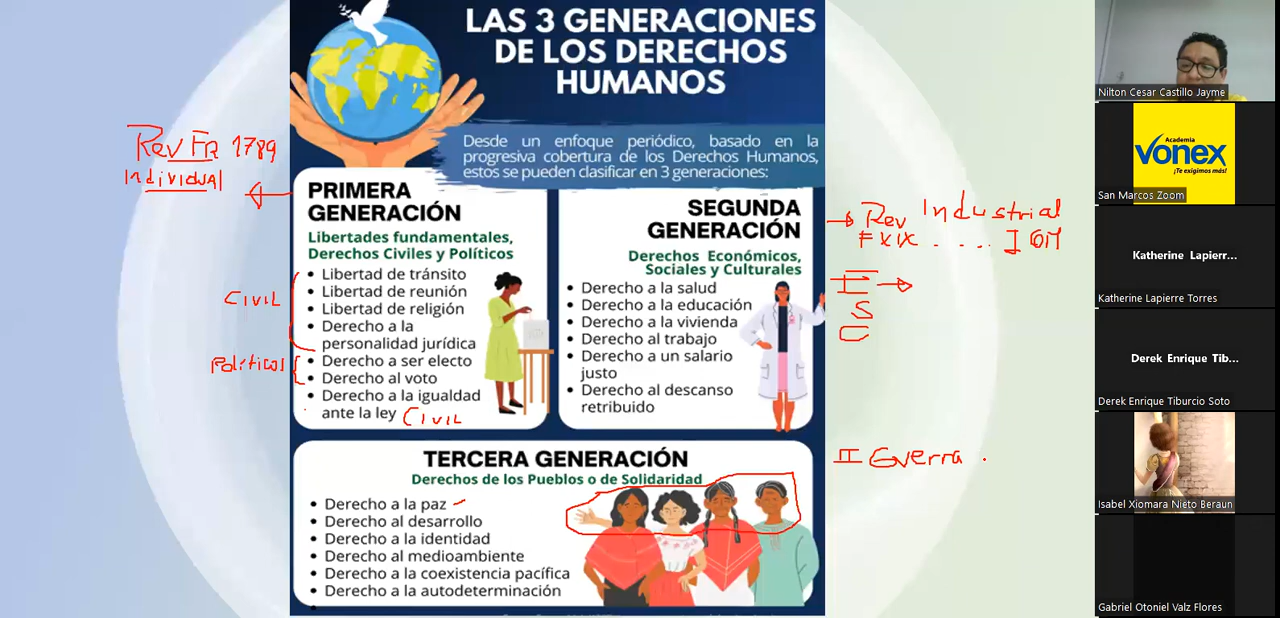 LAS 3 GENERACIONES
DE LOS DERECHOS
HUMANOS
Desde un enfoque periódico, basado en la
progresiva cobertura de los Derechos Humanos,
estos se pueden clasificar en 3 generaciones:
Rev Fr 1789
Individual
PRIMERA
GENERACIÓN
Libertades fundamentales,
Derechos Civiles y Políticos
• Libertad de tránsito
• Libertad de reunión
• Libertad de religión
• Derecho a la
personalidad jurídica
• Derecho a ser electo
• Derecho al voto
• Derecho a la igualdad
ante la ley Civil
Civil
Políticos
SEGUNDA
GENERACIÓN
Derechos Económicos,
Sociales y Culturales
• Derecho a la salud
• Derecho a la educación
• Derecho a la vivienda
• Derecho al trabajo
• Derecho a un salario
justo
• Derecho al descanso
retribuido
Rev Industrial
F XIX .... I GM
E
S
C
TERCERA GENERACIÓN
Derechos de los Pueblos o de Solidaridad
• Derecho a la paz
• Derecho al desarrollo
• Derecho a la identidad
• Derecho al medioambiente
• Derecho a la coexistencia pacífica
• Derecho a la autodeterminación
II Guerra .
Nilton Cesar Castillo Jayme
Academia
VONEX
¡Te exigimos más!
San Marcos Zoom
Katherine Lapierr...
Katherine Lapierre Torres
Derek Enrique Tib...
Derek Enrique Tiburcio Soto
Isabel Xiomara Nieto Beraun
Gabriel Otoniel Valz Flores